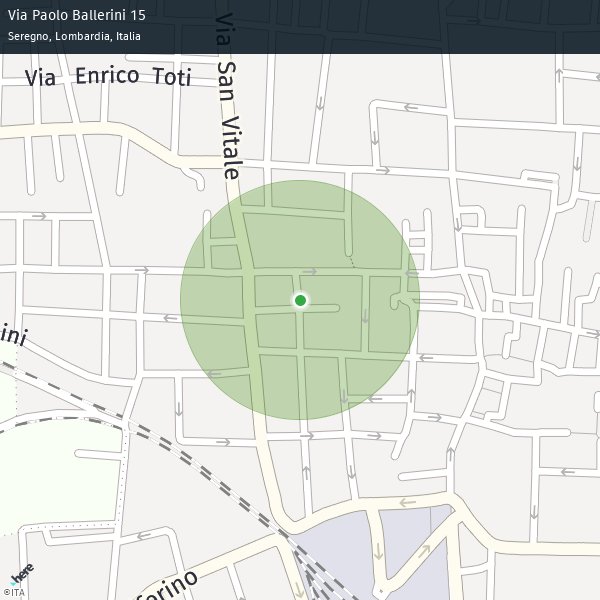 Via Paolo Ballerini 15
Seregno, Lombardia, Italia
Via Enrico Toti
Via San Vitale
ini
ferino
here
©ITA